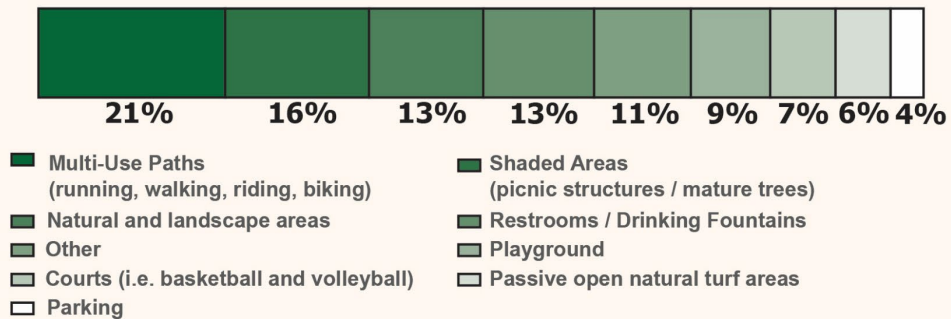 21% 16% 13% 13% 11% 9% 7% 6% 4%
Multi-Use Paths
(running, walking, riding, biking)
Shaded Areas
(picnic structures / mature trees)
Natural and landscape areas
Restrooms / Drinking Fountains
Other
Playground
Courts (i.e. basketball and volleyball)
Passive open natural turf areas
Parking